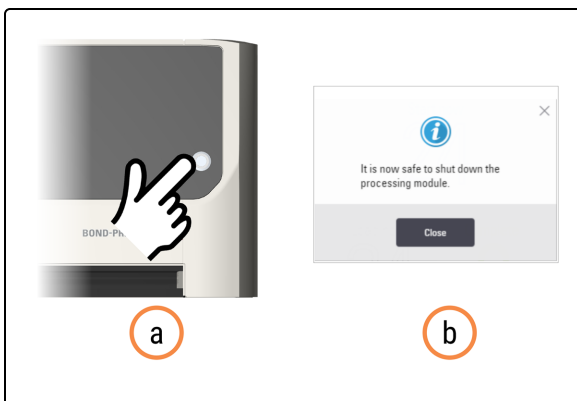 BOND-PR
It is now safe to shut down the
processing module.
Close
a
b